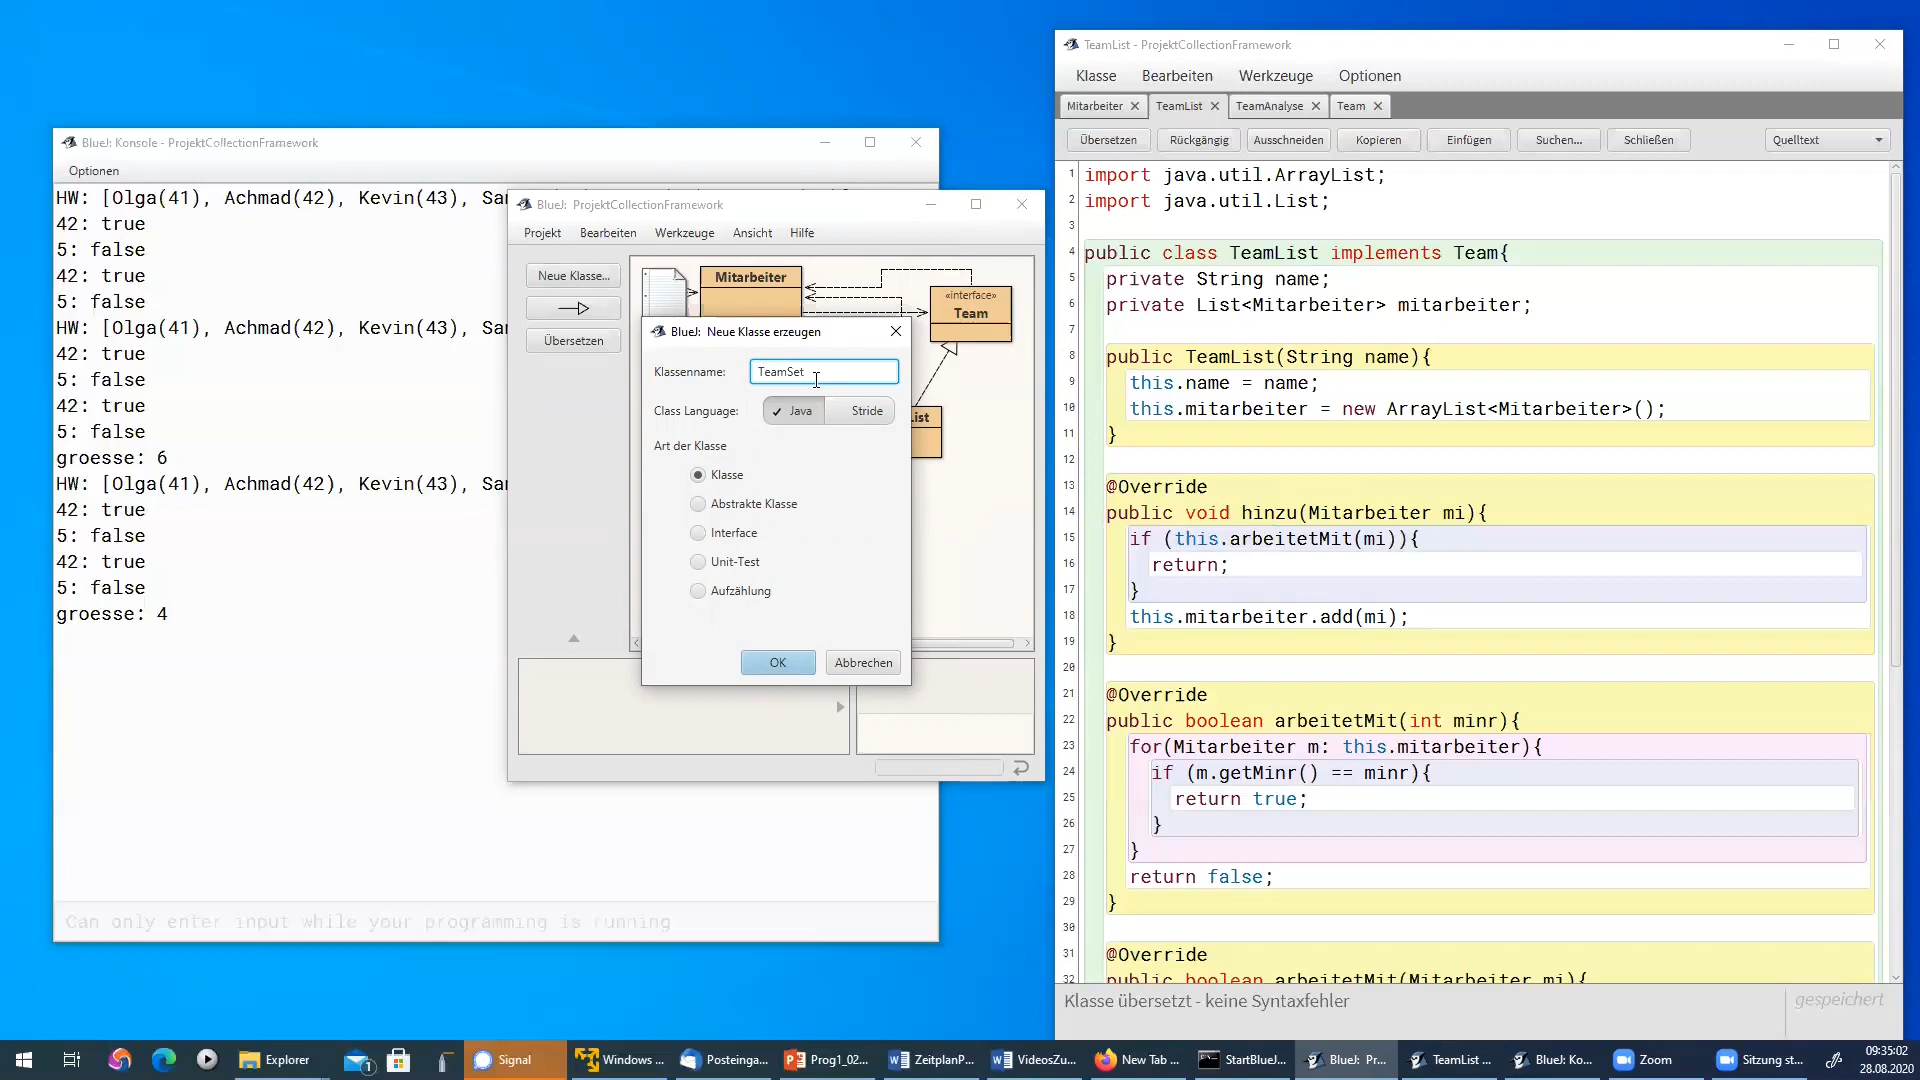 BlueJ: Konsole - ProjektCollectionFramework
Optionen
HW: [Olga(41), Achmad(42), Kevin(43), Sa
42: true
5: false
42: true
5: false
HW: [Olga(41), Achmad(42), Kevin(43), Sa
42: true
5: false
42: true
5: false
groesse: 6
HW: [Olga(41), Achmad(42), Kevin(43), Sa
42: true
5: false
42: true
5: false
groesse: 4
Can only enter input while your programming is running
BlueJ: ProjektCollectionFramework
Projekt Bearbeiten Werkzeuge Ansicht Hilfe
Neue Klasse...
Übersetzen
Mitarbeiter
«interface»
Team
List
BlueJ: Neue Klasse erzeugen
Klassenname: TeamSet
Class Language: Java Stride
Art der Klasse
Klasse
Abstrakte Klasse
Interface
Unit-Test
Aufzählung
OK Abbrechen
TeamList - ProjektCollectionFramework
Klasse Bearbeiten Werkzeuge Optionen
Mitarbeiter TeamList TeamAnalyse Team
Übersetzen Rückgängig Ausschneiden Kopieren Einfügen Suchen... Schließen Quelltext
1 import java.util.ArrayList;
2 import java.util.List;
3
4 public class TeamList implements Team{
5 private String name;
6 private List<Mitarbeiter> mitarbeiter;
7
8 public TeamList(String name){
9 this.name = name;
10 this.mitarbeiter = new ArrayList<Mitarbeiter>();
11 }
12
13 @Override
14 public void hinzu(Mitarbeiter mi){
15 if (this.arbeitetMit(mi)){
16 return;
17 }
18 this.mitarbeiter.add(mi);
19 }
20
21 @Override
22 public boolean arbeitetMit(int minr){
23 for(Mitarbeiter m: this.mitarbeiter){
24 if (m.getMinr() == minr){
25 return true;
26 }
27 }
28 return false;
29 }
30
31 @Override
32 public boolean arbeitetMit(Mitarbeiter mi){
Klasse übersetzt - keine Syntaxfehler
gespeichert
Explorer 1 Signal Windows ... Posteinga... Prog1_02... ZeitplanP... VideosZu... New Tab ... StartBlueJ... BlueJ: Pr... TeamList ... BlueJ: Ko... Zoom Sitzung st...
09:35:02
28.08.2020